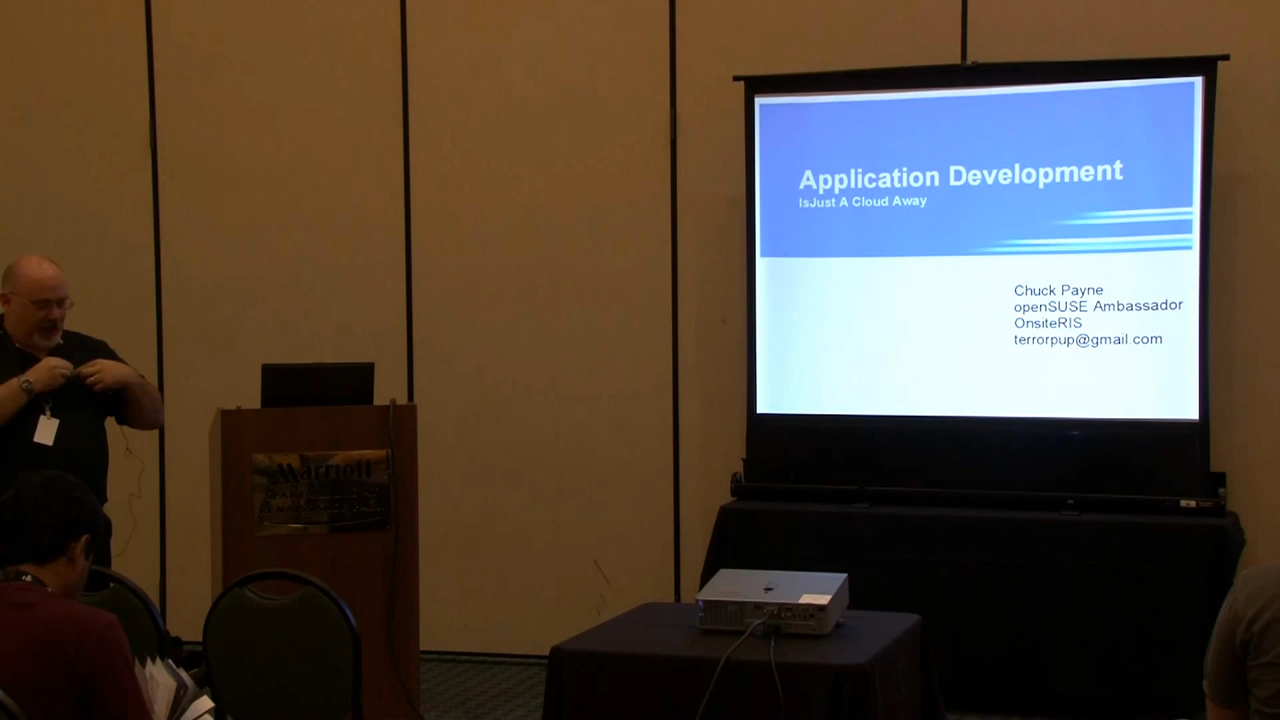 Application Development
IsJust A Cloud Away
Chuck Payne
openSUSE Ambassador
OnsiteRIS
terrorpup@gmail.com
Marriott